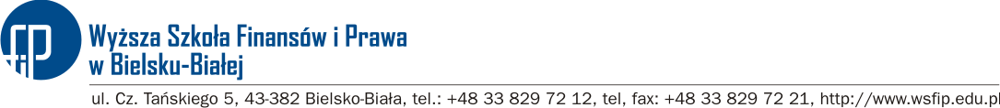 fiP
Wyższa Szkoła Finansów i Prawa
w Bielsku-Białej
ul. Cz. Tańskiego 5, 43-382 Bielsko-Biała, tel.: +48 33 829 72 12, tel, fax: +48 33 829 72 21, http://www.wsfip.edu.pl